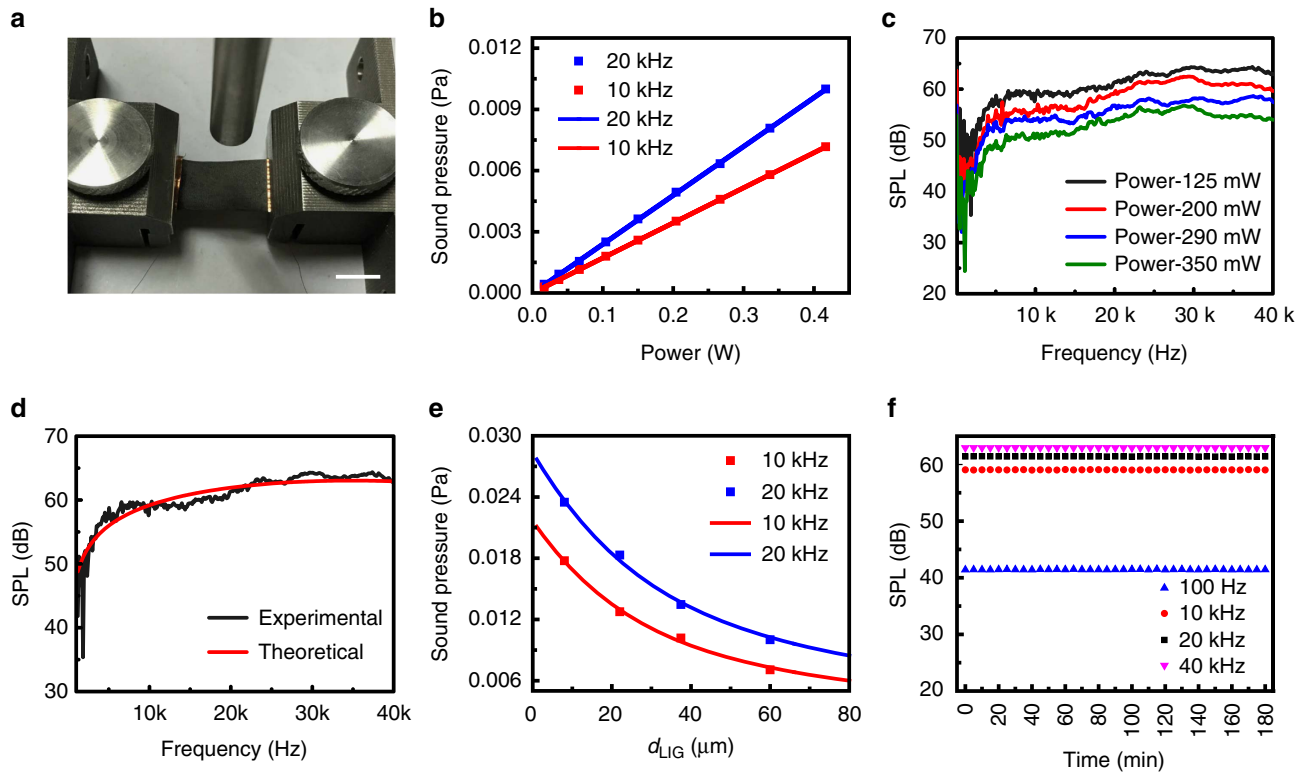 a
b
0.012
0.009
0.006
0.003
0.000
Sound pressure (Pa)
20 kHz
10 kHz
20 kHz
10 kHz
0.0 0.1 0.2 0.3 0.4
Power (W)
c
70
60
50
40
30
20
SPL (dB)
Power-125 mW
Power-200 mW
Power-290 mW
Power-350 mW
10 k 20 k 30 k 40 k
Frequency (Hz)
d
70
60
50
40
30
SPL (dB)
Experimental
Theoretical
10k 20k 30k 40k
Frequency (Hz)
e
0.030
0.024
0.018
0.012
0.006
Sound pressure (Pa)
10 kHz
20 kHz
10 kHz
20 kHz
0 20 40 60 80
dLIG (μm)
f
60
50
40
30
20
SPL (dB)
100 Hz
10 kHz
20 kHz
40 kHz
0 20 40 60 80 100 120 140 160 180
Time (min)